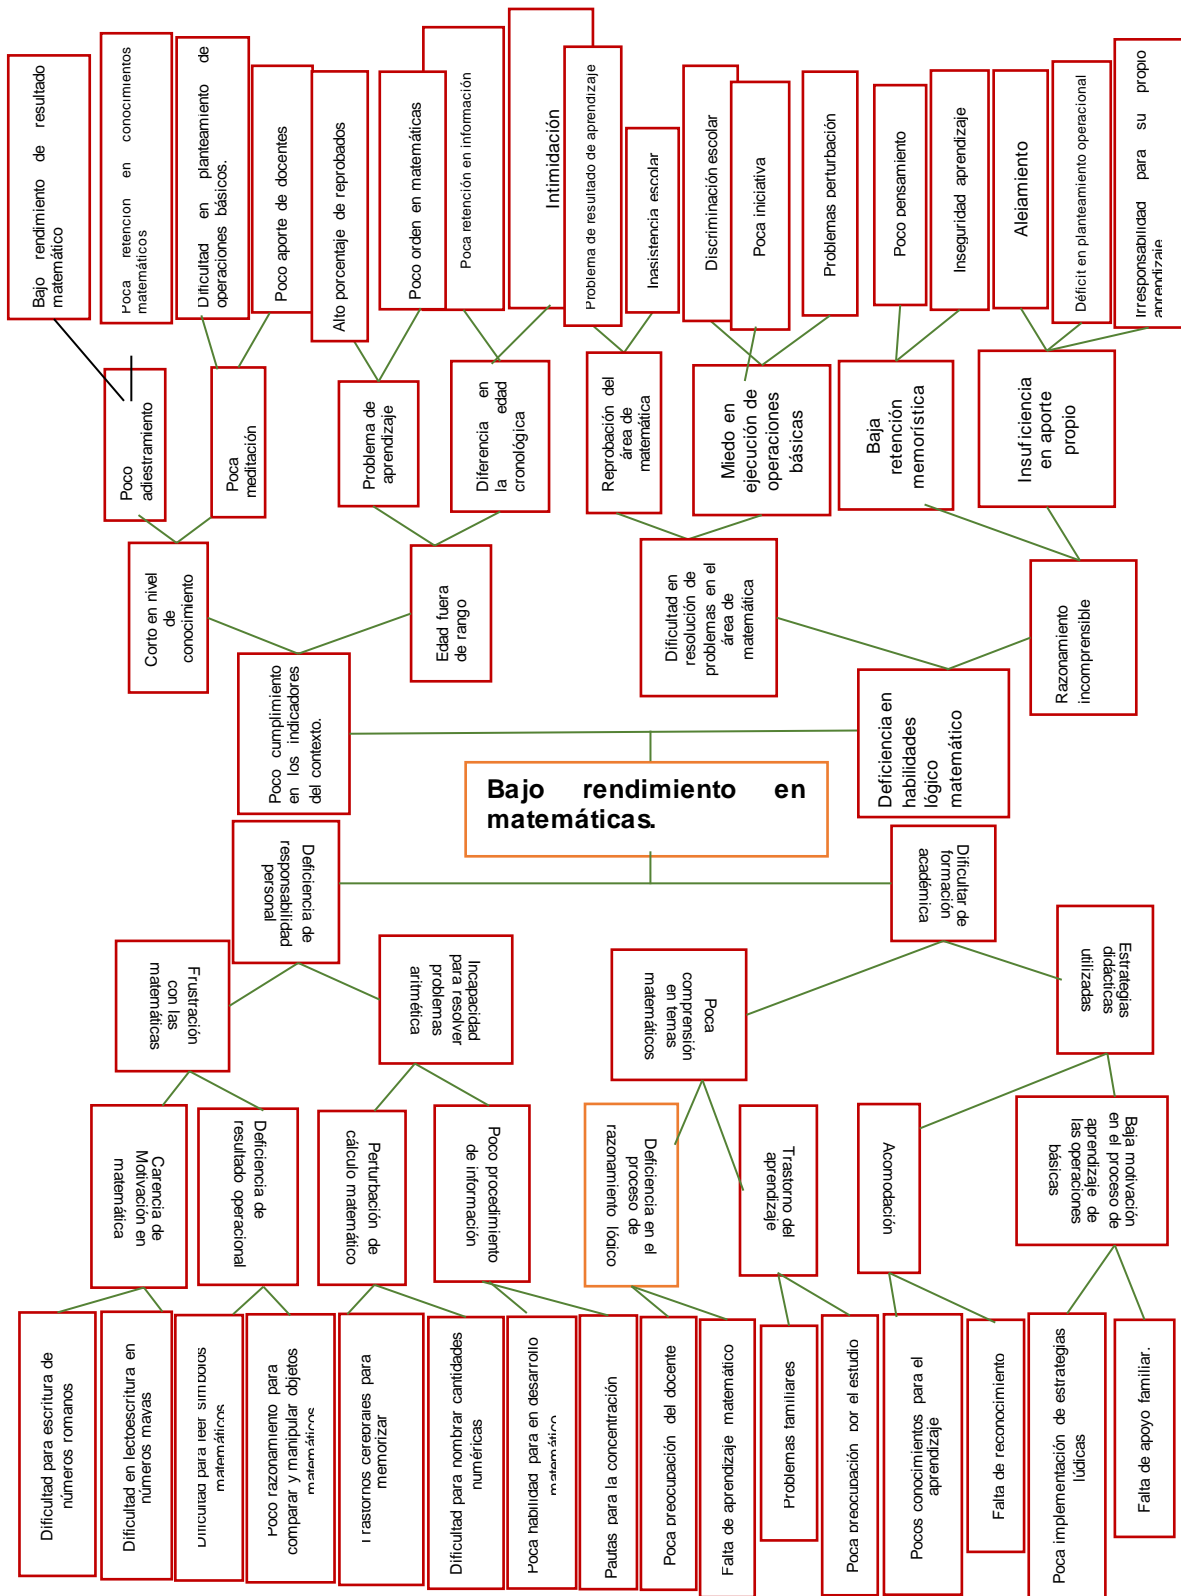 Bajo rendimiento de resultado
matemático
Poca retención en conocimientos
matemáticos
Dificultad en planteamiento de
operaciones básicos.
Poco aporte de docentes
Alto porcentaje de reprobados
Poco orden en matemáticas
Poca retención en información
Intimidación
Problema de resultado de aprendizaje
Inasistencia escolar
Discriminación escolar
Poca iniciativa
Problemas perturbación
Poco pensamiento
Inseguridad aprendizaje
Alejamiento
Déficit en planteamiento operacional
Irresponsabilidad para su propio
aprendizaje
Poco
adiestramiento
Poca
meditación
Problema de
aprendizaje
Diferencia en
la edad
cronológica
Reprobación del
área de
matemática
Miedo en
ejecución de
operaciones
básicas
Baja
retención
memorística
Insuficiencia
en aporte
propio
Corto en nivel
de
conocimiento
Edad fuera
de rango
Dificultad en
resolución de
problemas en el
área de
matemática
Razonamiento
incomprensible
Poco cumplimiento
en los indicadores
del contexto.
Deficiencia en
habilidades
lógico
matemático
Bajo rendimiento en
matemáticas.
Deficiencia de
responsabilidad
personal
Dificultar de
formación
académica
Frustración
con las
matemáticas
Incapacidad
para resolver
problemas
aritmética
Poca
comprensión
en temas
matemáticos
Estrategias
didácticas
utilizadas
Carencia de
Motivación en
matemática
Deficiencia de
resultado operacional
Perturbación de
cálculo matemático
Poco procedimiento
de información
Deficiencia en el
proceso de
razonamiento lógico
Trastorno del
aprendizaje
Acomodación
Baja motivación
en el proceso de
aprendizaje de
las operaciones
básicas
Dificultad para escritura de
números romanos
Dificultad en lectoescritura en
números mayas
Dificultad para leer símbolos
matemáticos
Poco razonamiento para
comparar y manipular objetos
matemáticos
Trastornos cerebrales para
memorizar
Dificultad para nombrar cantidades
numéricas
Poca habilidad para en desarrollo
matemático
Pautas para la concentración
Poca preocupación del docente
Falta de aprendizaje matemático
Problemas familiares
Poca preocupación por el estudio
Pocos conocimientos para el
aprendizaje
Falta de reconocimiento
Poca implementación de estrategias
lúdicas
Falta de apoyo familiar.